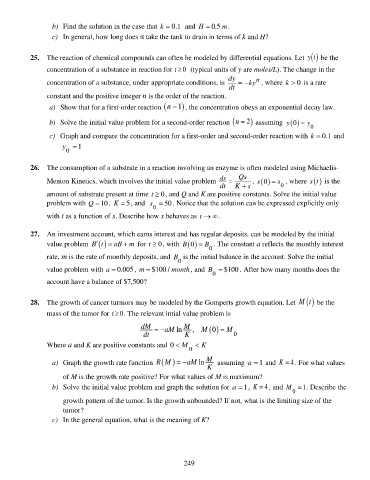 b) Find the solution in the case that k = 0.1 and H = 0.5 m.
c) In general, how long does it take the tank to drain in terms of k and H?
25. The reaction of chemical compounds can often be modeled by differential equations. Let y(t) be the
concentration of a substance in reaction for t ≥ 0 (typical units of y are moles/L). The change in the
concentration of a substance, under appropriate conditions, is dy/dt = −ky^n, where k > 0 is a rate
constant and the positive integer n is the order of the reaction.
a) Show that for a first-order reaction (n − 1), the concentration obeys an exponential decay law.
b) Solve the initial value problem for a second-order reaction (n = 2) assuming y(0) − y_0
c) Graph and compare the concentration for a first-order and second-order reaction with k = 0.1 and
y_0 = 1
26. The consumption of a substrate in a reaction involving an enzyme is often modeled using Michaelis-
Menton Kinetics, which involves the initial value problem ds/dt = Qs/(K + s), s(0) = s_0, where s(t) is the
amount of substrate present at time t ≥ 0, and Q and K are positive constants. Solve the initial value
problem with Q = 10, K = 5, and s_0 = 50. Notice that the solution can be expressed explicitly only
with t as a function of s. Describe how s behaves as t → ∞.
27. An investment account, which earns interest and has regular deposits, can be modeled by the initial
value problem B′(t) = aB + m for t ≥ 0, with B(0) = B_0. The constant a reflects the monthly interest
rate, m is the rate of monthly deposits, and B_0 is the initial balance in the account. Solve the initial
value problem with a = 0.005, m = $100 / month, and B_0 = $100. After how many months does the
account have a balance of $7,500?
28. The growth of cancer turmors may be modeled by the Gomperts growth equation. Let M(t) be the
mass of the tumor for t ≥ 0. The relevant intial value problem is
dM/dt = −aM ln M/K, M(0) = M_0
Where a and K are positive constants and 0 < M_0 < K
a) Graph the growth rate function R(M) = −aM ln M/K assuming a = 1 and K = 4. For what values
of M is the growth rate positive? For what values of M is maximum?
b) Solve the initial value problem and graph the solution for a = 1, K = 4, and M_0 = 1. Describe the
growth pattern of the tumor. Is the growth unbounded? If not, what is the limiting size of the
tumor?
c) In the general equation, what is the meaning of K?
249